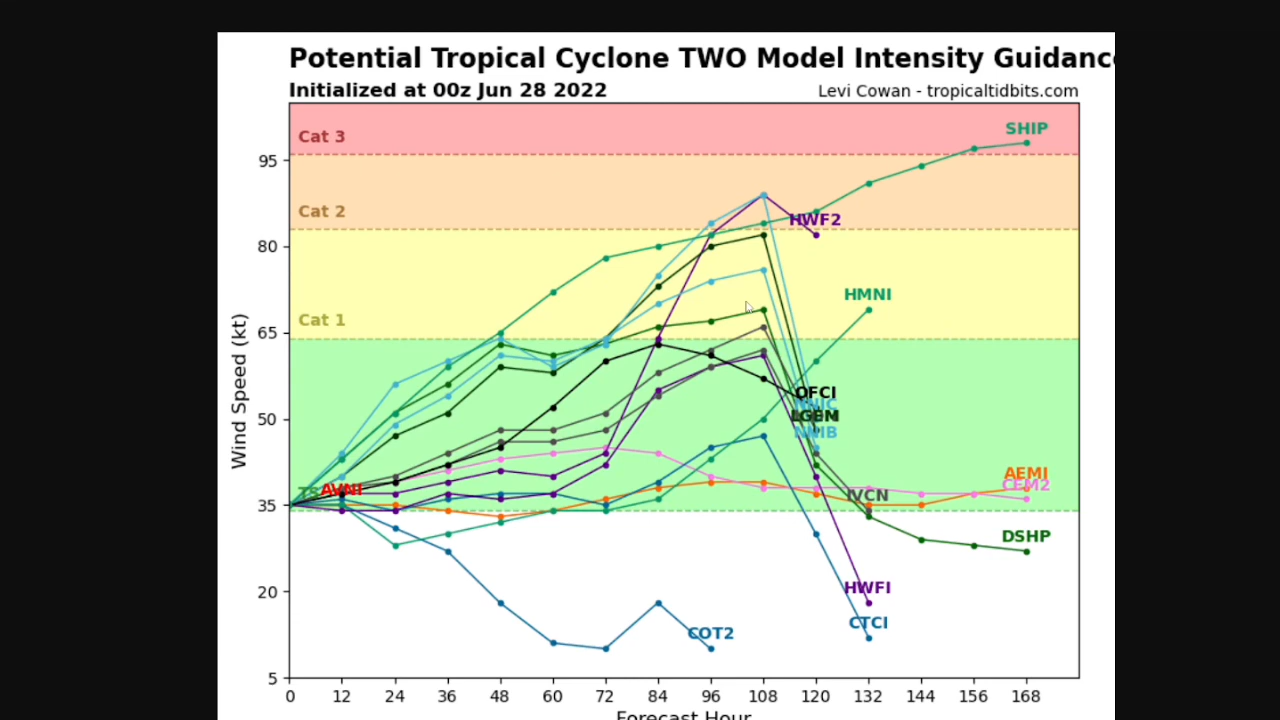 Potential Tropical Cyclone TWO Model Intensity Guidanc
Initialized at 00z Jun 28 2022
Levi Cowan - tropicaltidbits.com
Cat 3
SHIP
95
Cat 2
HWF2
80
HMNI
Cat 1
65
Wind Speed (kt)
OFCI
NNIC
50
LGEM
NNIB
AEMI
CEM2
TS
AVNI
IVCN
35
DSHP
20
HWFI
CTCI
COT2
5
0 12 24 36 48 60 72 84 96 108 120 132 144 156 168
Forecast Hour